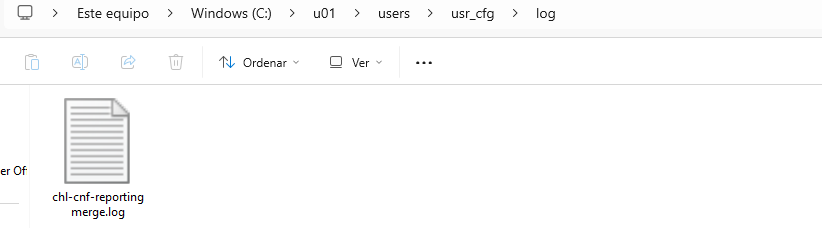 Este equipo > Windows (C:) > u01 > users > usr_cfg > log
Ordenar Ver ...
er Of
chl-cnf-reporting
merge.log